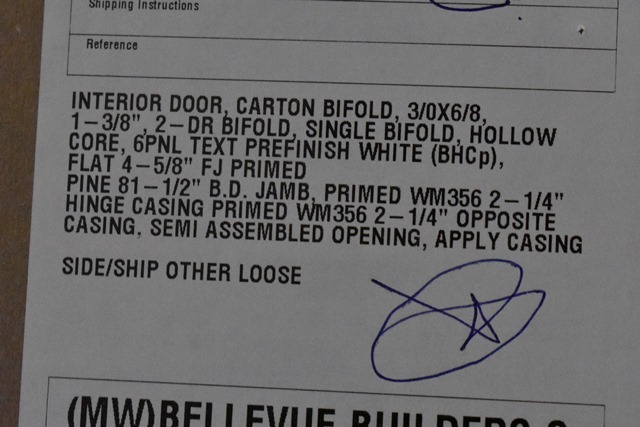 Shipping Instructions
Reference
INTERIOR DOOR, CARTON BIFOLD, 3/0X6/8,
1-3/8", 2-DR BIFOLD, SINGLE BIFOLD, HOLLOW
CORE, 6PNL TEXT PREFINISH WHITE (BHCp),
FLAT 4-5/8" FJ PRIMED
PINE 81-1/2" B.D. JAMB, PRIMED WM356 2-1/4"
HINGE CASING PRIMED WM356 2-1/4" OPPOSITE
CASING, SEMI ASSEMBLED OPENING, APPLY CASING
SIDE/SHIP OTHER LOOSE
(MW)BELLEVUE BUILDERS